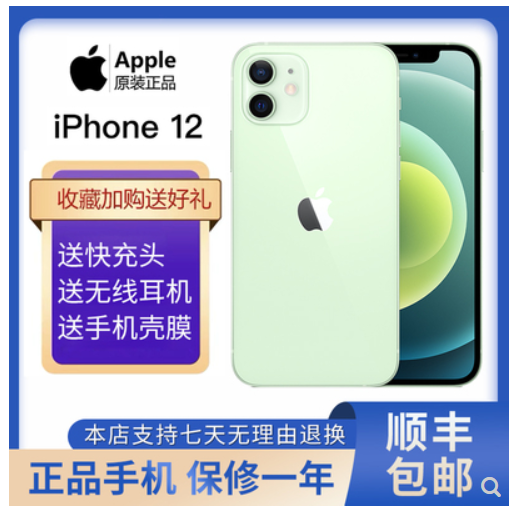 Apple
原装正品
iPhone 12
收藏加购送好礼
送快充头
送无线耳机
送手机壳膜
本店支持七天无理由退换
正品手机 保修一年
顺丰
包邮